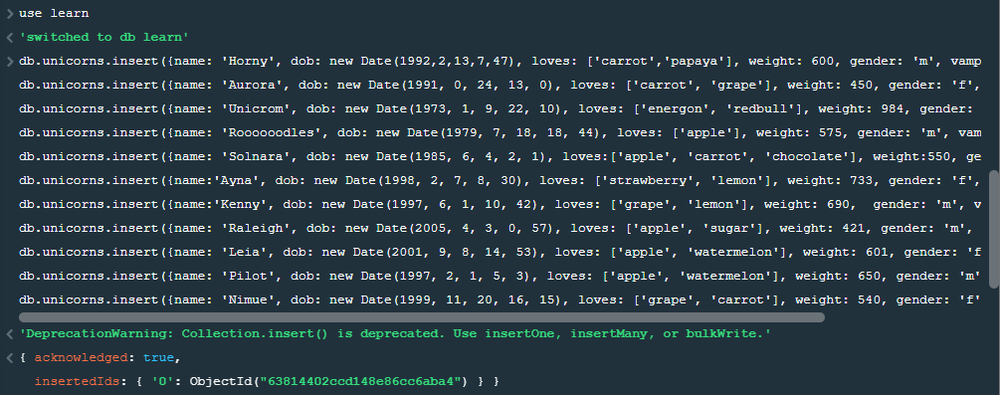 use learn
'switched to db learn'
db.unicorns.insert({name: 'Horny', dob: new Date(1992,2,13,7,47), loves: ['carrot','papaya'], weight: 600, gender: 'm', vamp
db.unicorns.insert({name: 'Aurora', dob: new Date(1991, 0, 24, 13, 0), loves: ['carrot', 'grape'], weight: 450, gender: 'f',
db.unicorns.insert({name: 'Unicrom', dob: new Date(1973, 1, 9, 22, 10), loves: ['energon', 'redbull'], weight: 984, gender:
db.unicorns.insert({name: 'Roooooodles', dob: new Date(1979, 7, 18, 18, 44), loves: ['apple'], weight: 575, gender: 'm', vam
db.unicorns.insert({name: 'Solnara', dob: new Date(1985, 6, 4, 2, 1), loves:['apple', 'carrot', 'chocolate'], weight:550, ge
db.unicorns.insert({name:'Ayna', dob: new Date(1998, 2, 7, 8, 30), loves: ['strawberry', 'lemon'], weight: 733, gender: 'f',
db.unicorns.insert({name:'Kenny', dob: new Date(1997, 6, 1, 10, 42), loves: ['grape', 'lemon'], weight: 690,  gender: 'm', v
db.unicorns.insert({name: 'Raleigh', dob: new Date(2005, 4, 3, 0, 57), loves: ['apple', 'sugar'], weight: 421, gender: 'm',
db.unicorns.insert({name: 'Leia', dob: new Date(2001, 9, 8, 14, 53), loves: ['apple', 'watermelon'], weight: 601, gender: 'f
db.unicorns.insert({name: 'Pilot', dob: new Date(1997, 2, 1, 5, 3), loves: ['apple', 'watermelon'], weight: 650, gender: 'm'
db.unicorns.insert({name: 'Nimue', dob: new Date(1999, 11, 20, 16, 15), loves: ['grape', 'carrot'], weight: 540, gender: 'f'
'DeprecationWarning: Collection.insert() is deprecated. Use insertOne, insertMany, or bulkWrite.'
{ acknowledged: true,
insertedIds: { '0': ObjectId("63814402ccd148e86cc6aba4") } }